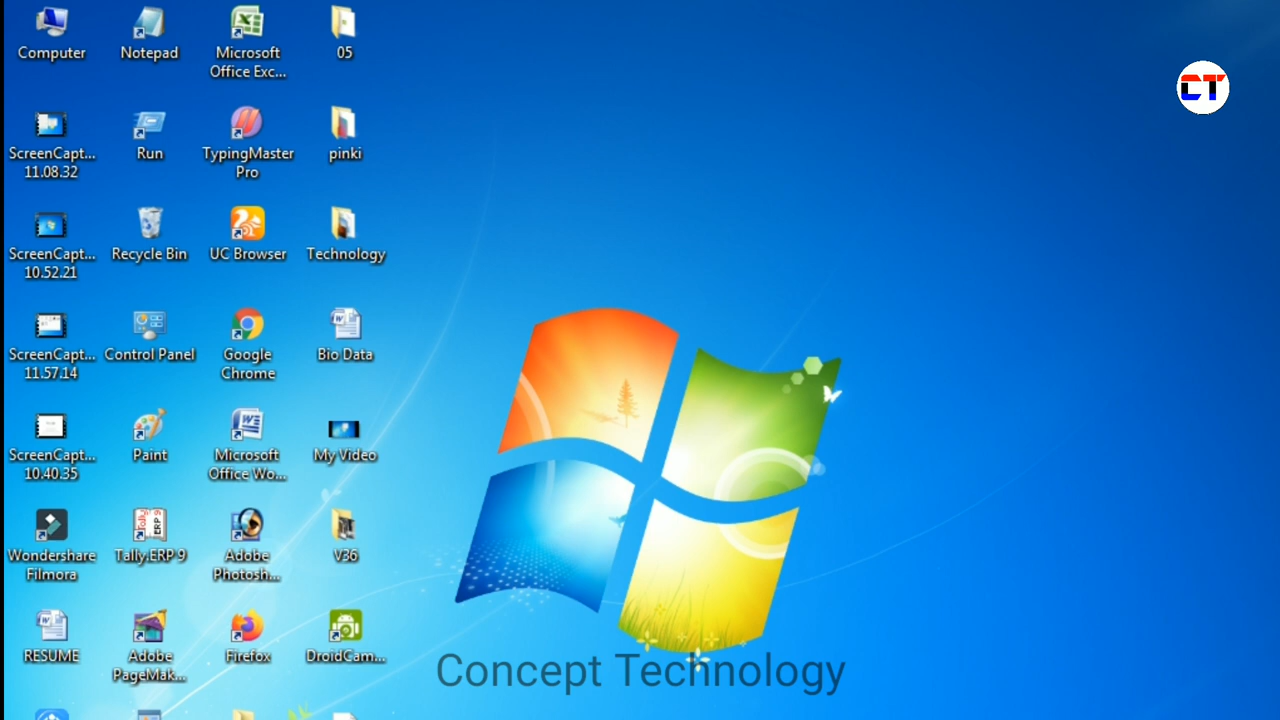 Computer
Notepad
Microsoft
Office Exc...
05
ScreenCapt...
11.08.32
Run
TypingMaster
Pro
pinki
ScreenCapt...
10.52.21
Recycle Bin
UC Browser
Technology
ScreenCapt...
11.57.14
Control Panel
Google
Chrome
Bio Data
ScreenCapt...
10.40.35
Paint
Microsoft
Office Wo...
My Video
Wondershare
Filmora
Tally.ERP 9
Adobe
Photosh...
V36
RESUME
Adobe
PageMak...
Firefox
DroidCam...
CT
Concept Technology